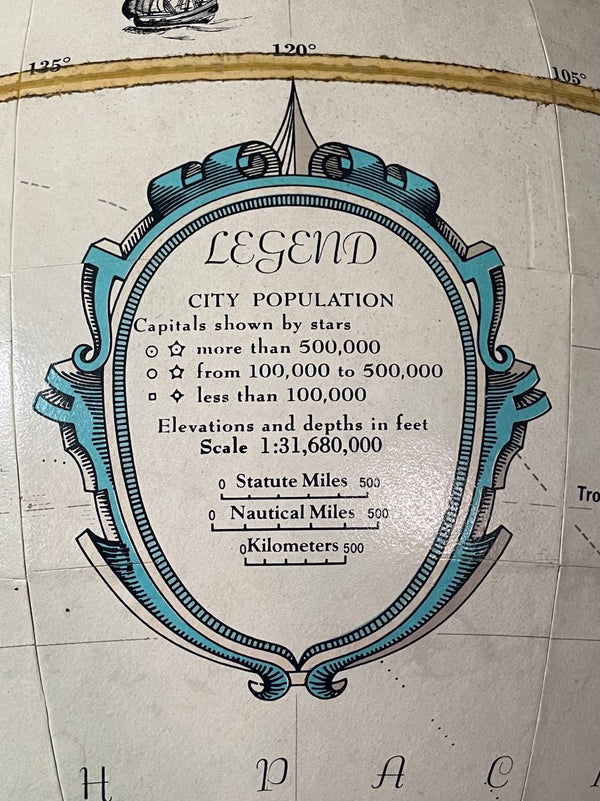 135° 120° 105°
LEGEND
CITY POPULATION
Capitals shown by stars
more than 500,000
from 100,000 to 500,000
less than 100,000
Elevations and depths in feet
Scale 1:31,680,000
0 Statute Miles 500
Tro
0 Nautical Miles 500
0 Kilometers 500
H P A C